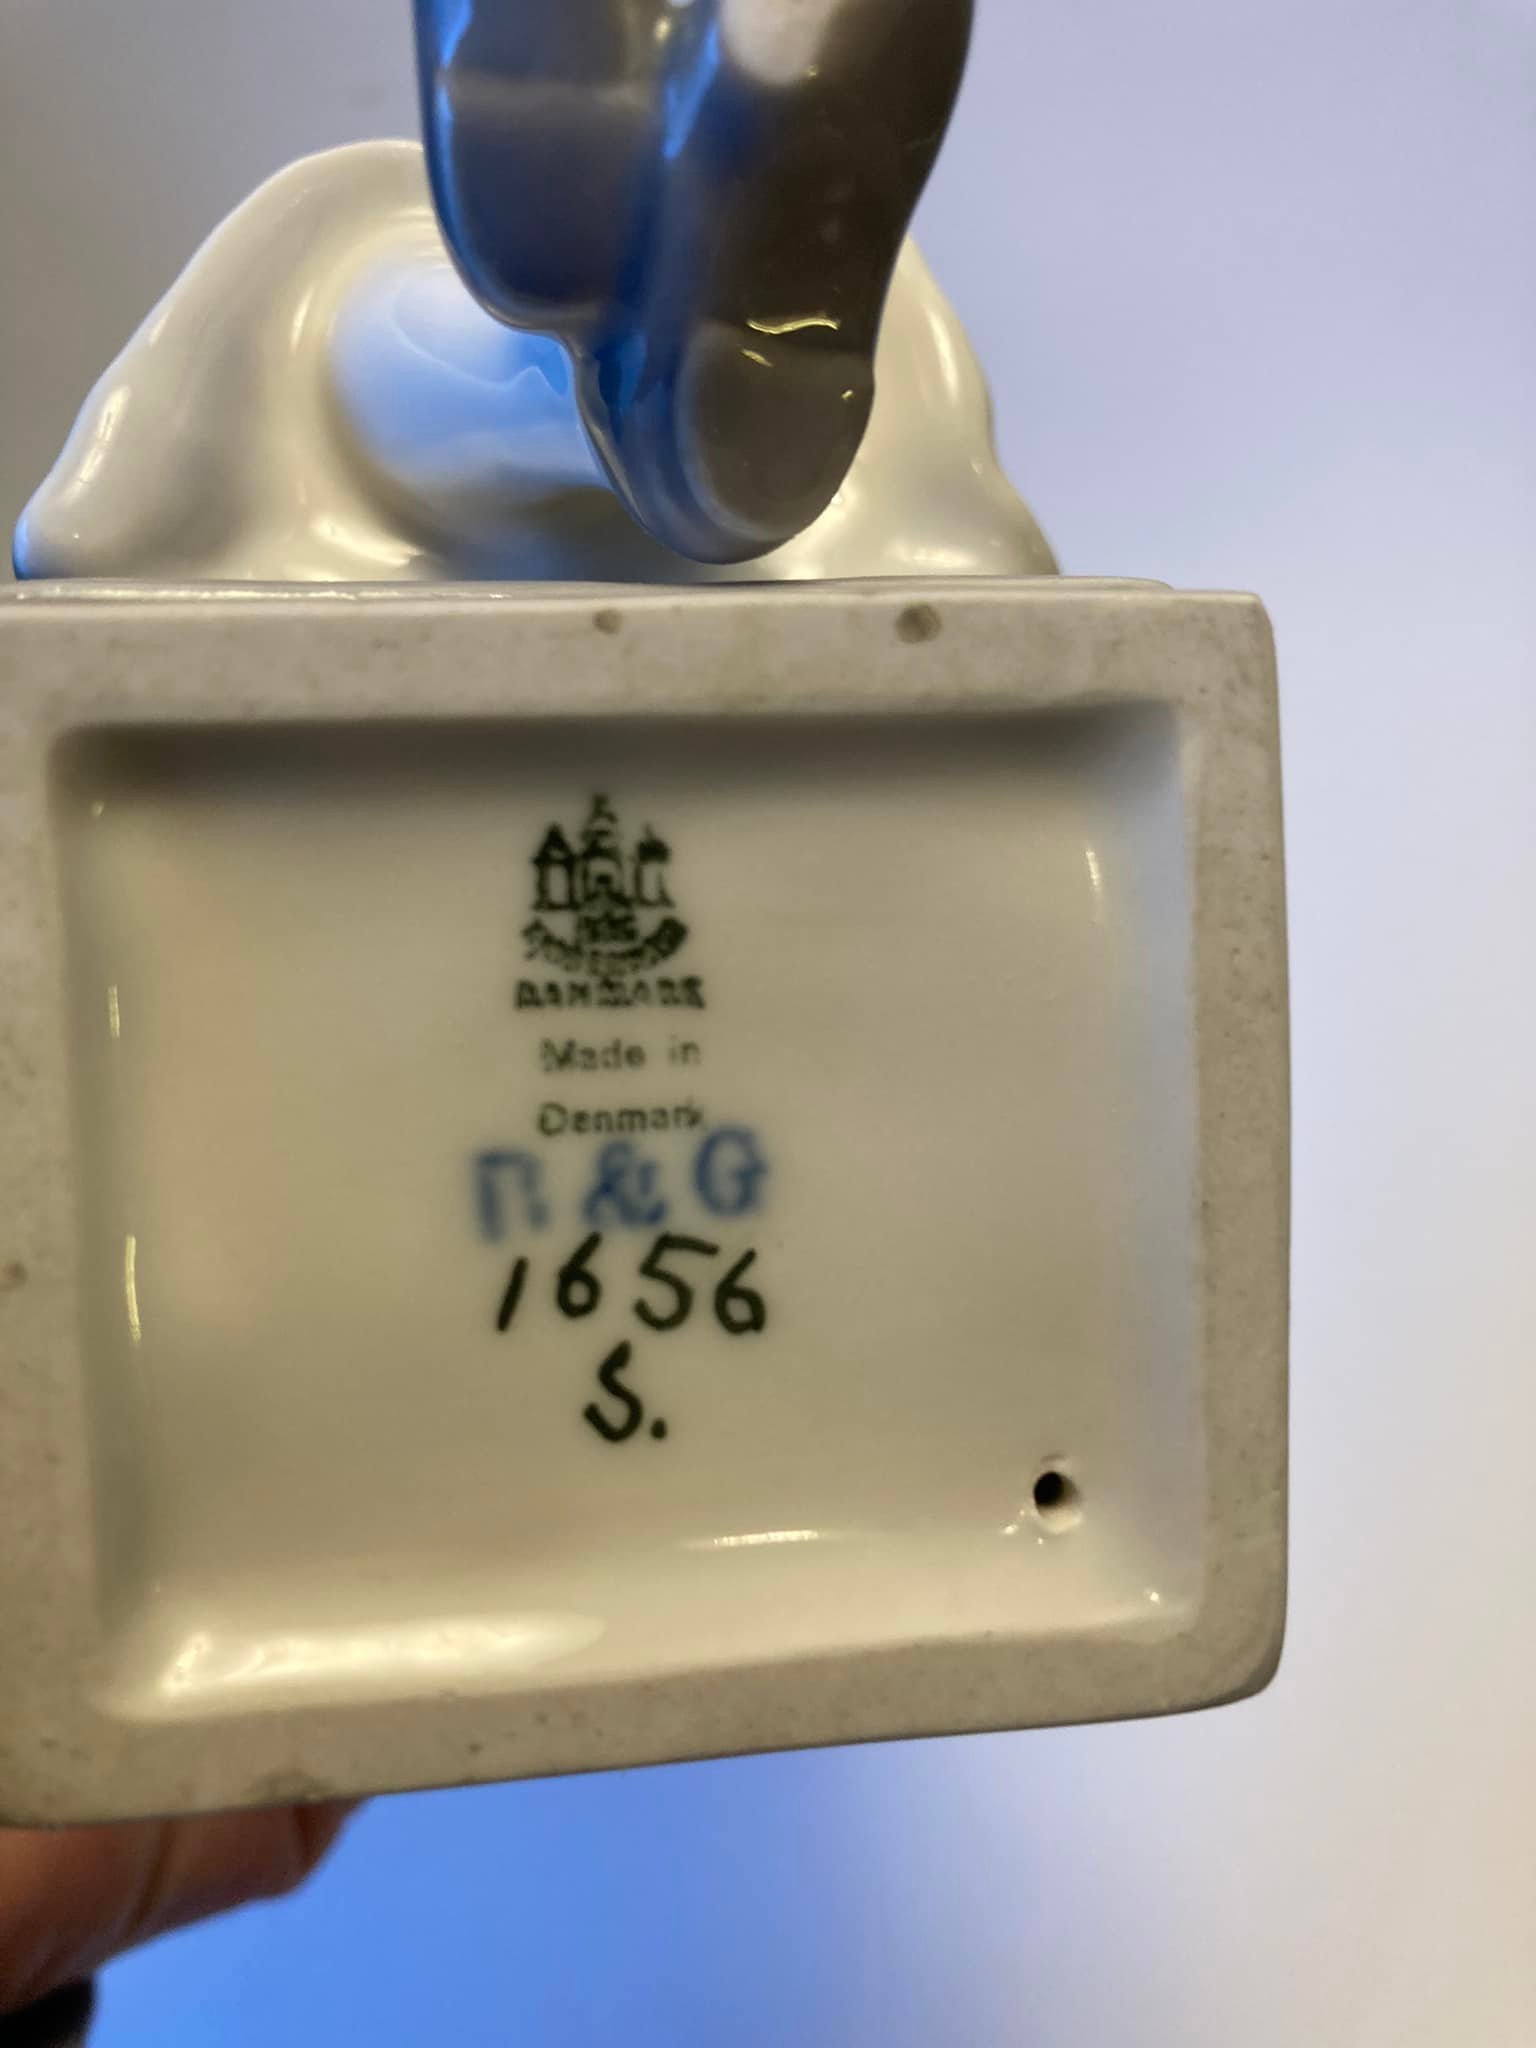 DANMARK
Made in
Denmark
B & G
1656
S.